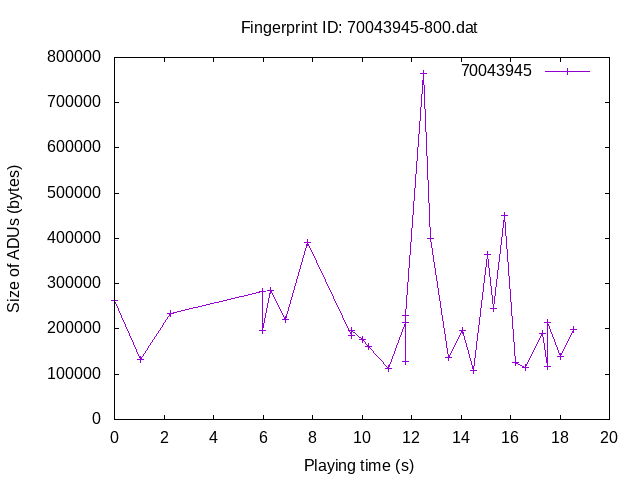 Fingerprint ID: 70043945-800.dat
70043945
800000
700000
600000
500000
400000
300000
200000
100000
0
Size of ADUs (bytes)
0 2 4 6 8 10 12 14 16 18 20
Playing time (s)